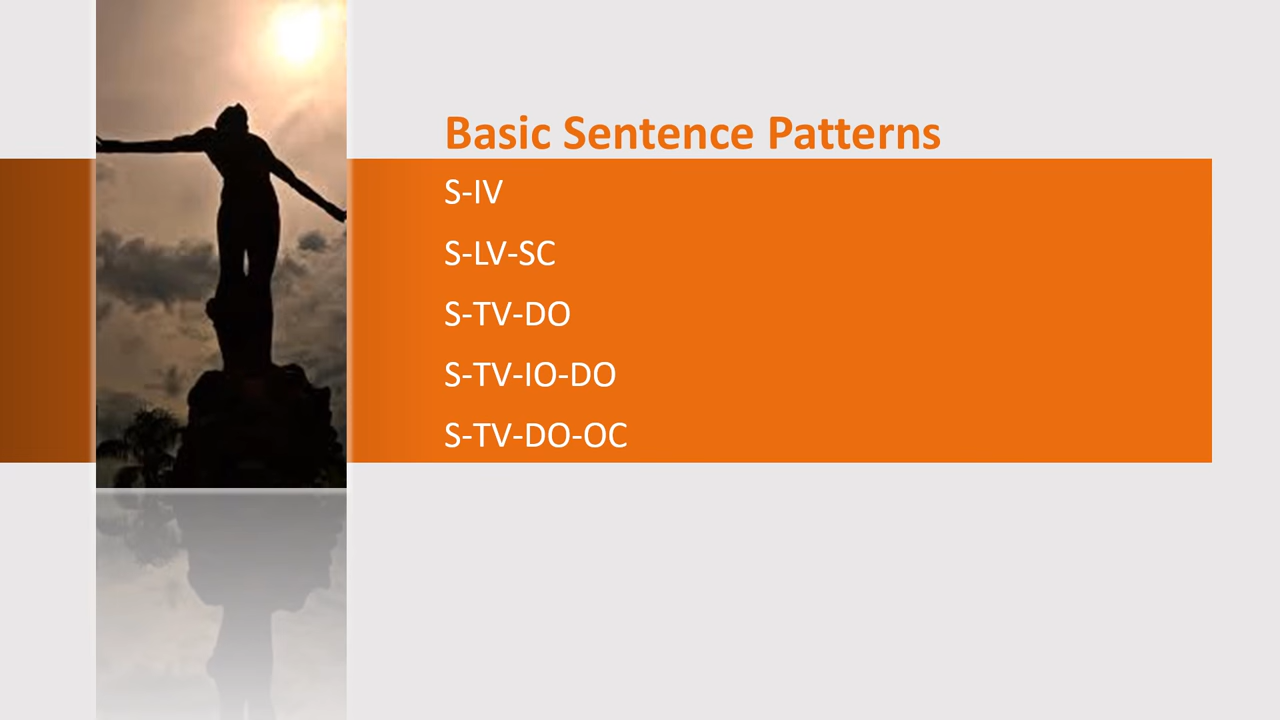 Basic Sentence Patterns
S-IV
S-LV-SC
S-TV-DO
S-TV-IO-DO
S-TV-DO-OC